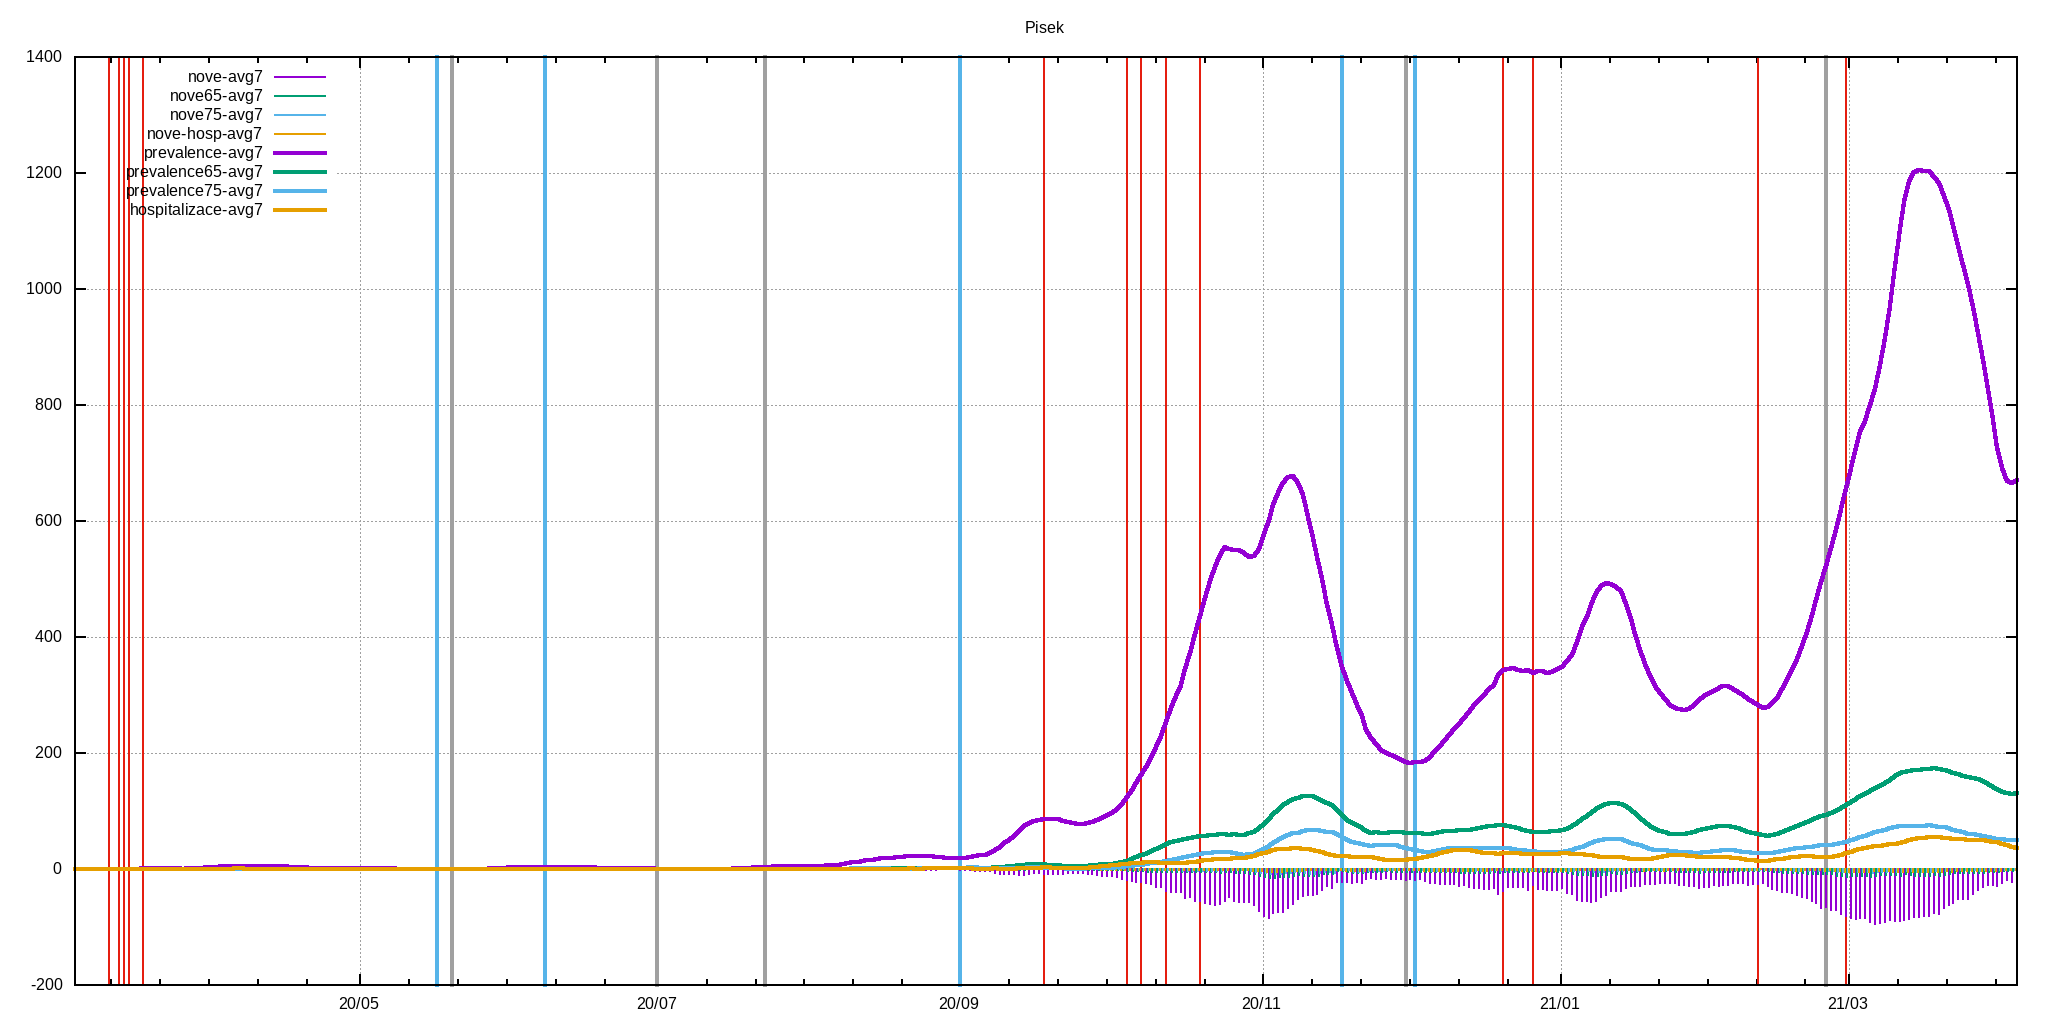 Pisek
1400
1200
1000
800
600
400
200
0
-200
nove-avg7
nove65-avg7
nove75-avg7
nove-hosp-avg7
prevalence-avg7
prevalence65-avg7
prevalence75-avg7
hospitalizace-avg7
20/05
20/07
20/09
20/11
21/01
21/03